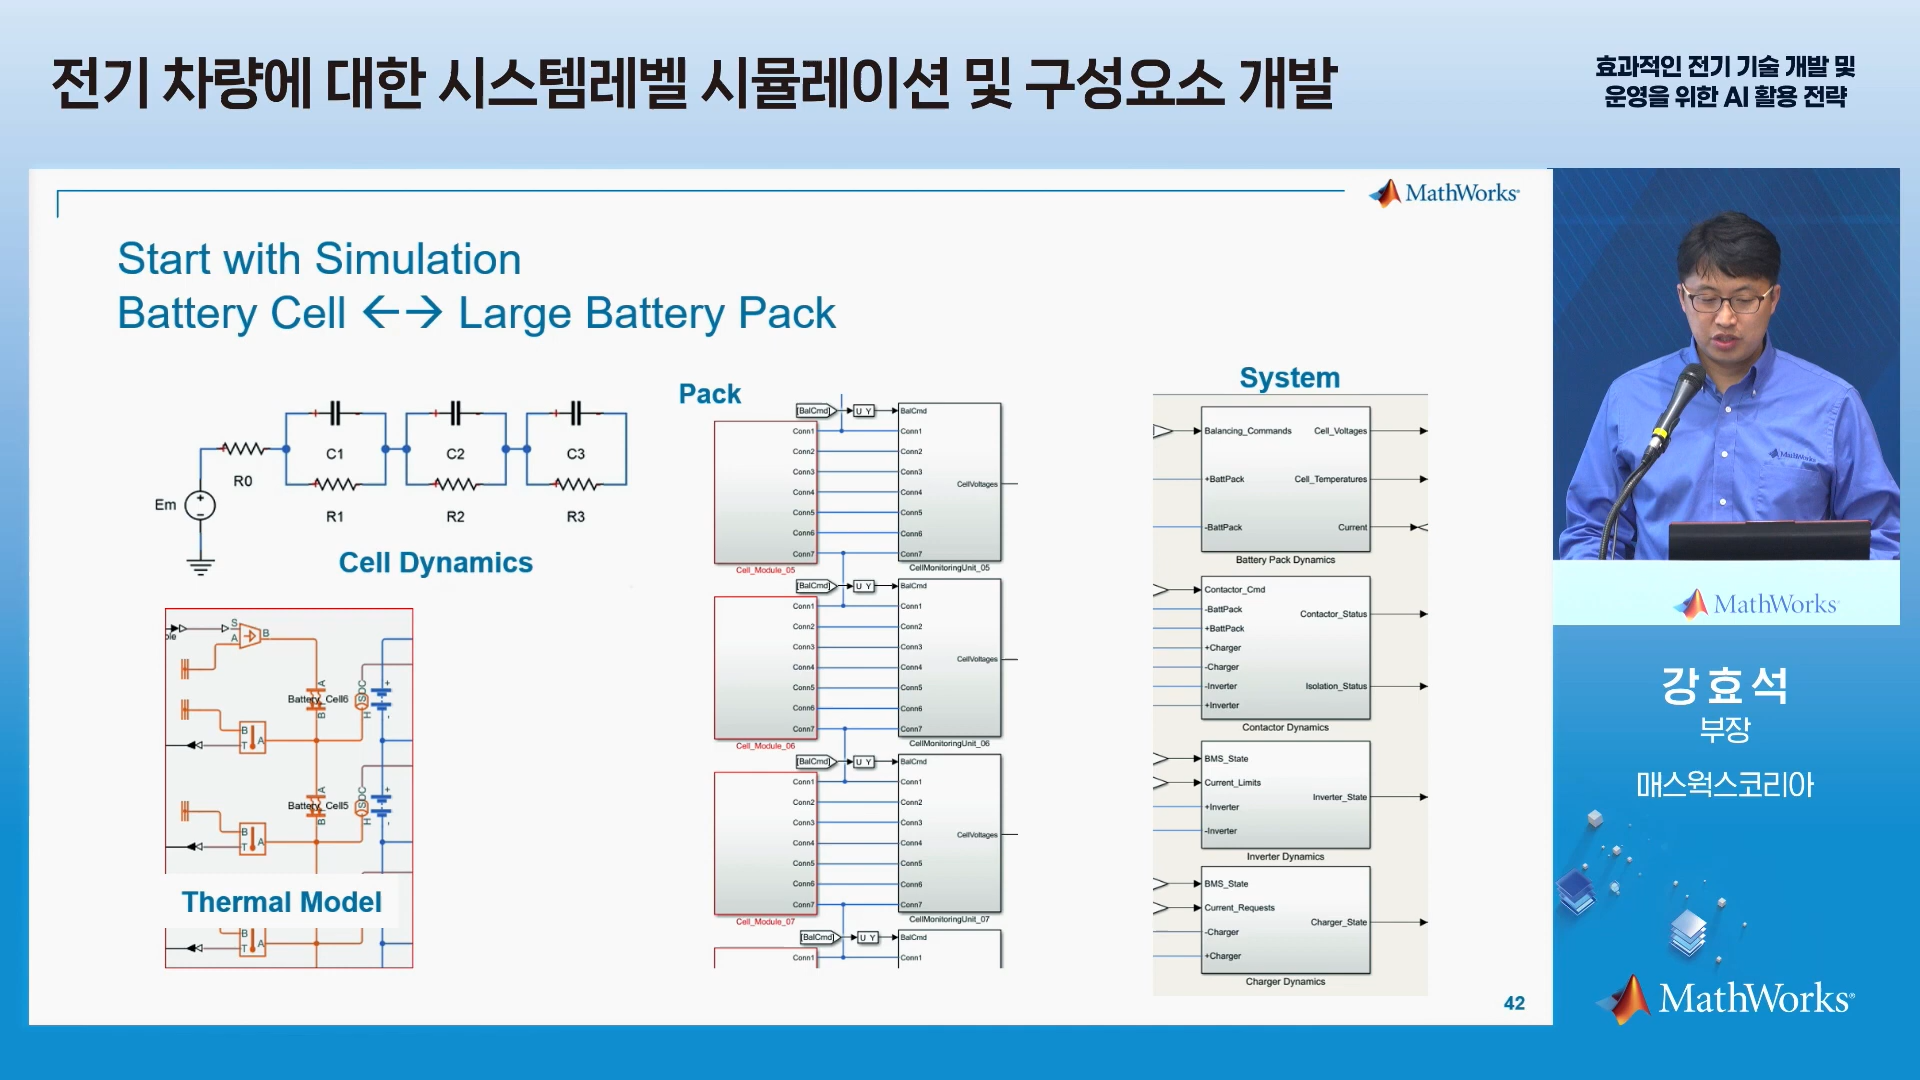 전기 차량에 대한 시스템레벨 시뮬레이션 및 구성요소 개발
효과적인 전기 기술 개발 및
운영을 위한 AI 활용 전략
MathWorks
Start with Simulation
Battery Cell ←→ Large Battery Pack
Em
R0
C1
R1
C2
R2
C3
R3
Cell Dynamics
S
A
B
Battery_Cell6
A
B
SOC
H
B
T
A
Battery_Cell5
A
B
SOC
H
B
T
A
Thermal Model
B
T
A
Pack
[BalCmd]
U Y
BalCmd
Conn1
Conn1
Conn2
Conn2
Conn3
Conn3
Conn4
Conn4
Conn5
Conn5
Conn6
Conn6
Conn7
Conn7
CellVoltages
Cell_Module_05
CellMonitoringUnit_05
[BalCmd]
U Y
BalCmd
Conn1
Conn1
Conn2
Conn2
Conn3
Conn3
Conn4
Conn4
Conn5
Conn5
Conn6
Conn6
Conn7
Conn7
CellVoltages
Cell_Module_06
CellMonitoringUnit_06
[BalCmd]
U Y
BalCmd
Conn1
Conn1
Conn2
Conn2
Conn3
Conn3
Conn4
Conn4
Conn5
Conn5
Conn6
Conn6
Conn7
Conn7
CellVoltages
Cell_Module_07
CellMonitoringUnit_07
[BalCmd]
U Y
BalCmd
Conn1
Conn1
System
Balancing_Commands
Cell_Voltages
+BattPack
Cell_Temperatures
-BattPack
Current
Battery Pack Dynamics
Contactor_Cmd
-BattPack
Contactor_Status
+BattPack
+Charger
-Charger
-Inverter
Isolation_Status
+Inverter
Contactor Dynamics
BMS_State
Current_Limits
Inverter_State
+Inverter
-Inverter
Inverter Dynamics
BMS_State
Current_Requests
Charger_State
-Charger
+Charger
Charger Dynamics
42
MathWorks
MathWorks
강효석
부장
매스웍스코리아
MathWorks